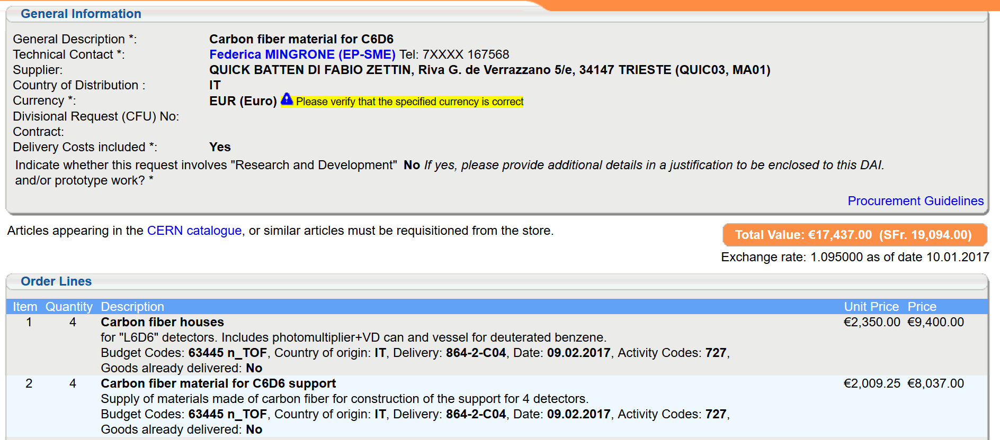 General Information
General Description *: Carbon fiber material for C6D6
Technical Contact *: Federica MINGRONE (EP-SME) Tel: 7XXXX 167568
Supplier: QUICK BATTEN DI FABIO ZETTIN, Riva G. de Verrazzano 5/e, 34147 TRIESTE (QUIC03, MA01)
Country of Distribution : IT
Currency *: EUR (Euro) Please verify that the specified currency is correct
Divisional Request (CFU) No:
Contract:
Delivery Costs included *: Yes
Indicate whether this request involves "Research and Development" No If yes, please provide additional details in a justification to be enclosed to this DAI.
and/or prototype work? *
Procurement Guidelines
Articles appearing in the CERN catalogue, or similar articles must be requisitioned from the store.
Total Value: €17,437.00 (SFr. 19,094.00)
Exchange rate: 1.095000 as of date 10.01.2017
Order Lines
Item Quantity Description Unit Price Price
1 4 Carbon fiber houses €2,350.00 €9,400.00
for "L6D6" detectors. Includes photomultiplier+VD can and vessel for deuterated benzene.
Budget Codes: 63445 n_TOF, Country of origin: IT, Delivery: 864-2-C04, Date: 09.02.2017, Activity Codes: 727,
Goods already delivered: No
2 4 Carbon fiber material for C6D6 support €2,009.25 €8,037.00
Supply of materials made of carbon fiber for construction of the support for 4 detectors.
Budget Codes: 63445 n_TOF, Country of origin: IT, Delivery: 864-2-C04, Date: 09.02.2017, Activity Codes: 727,
Goods already delivered: No